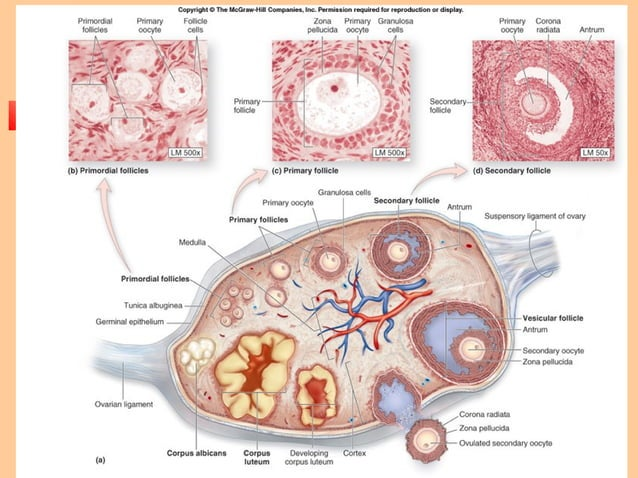 Copyright © The McGraw-Hill Companies, Inc. Permission required for reproduction or display.
Primordial
follicles
Primary
oocyte
Follicle
cells
Zona
pellucida
Primary
oocyte
Granulosa
cells
Primary
oocyte
Corona
radiata
Antrum
Primary
follicle
Secondary
follicle
LM 500x
LM 500x
LM 50x
(b) Primordial follicles
(c) Primary follicle
(d) Secondary follicle
Granulosa cells
Primary oocyte
Secondary follicle
Antrum
Primary follicles
Suspensory ligament of ovary
Medulla
Primordial follicles
Tunica albuginea
Germinal epithelium
Vesicular follicle
Antrum
Secondary oocyte
Zona pellucida
Ovarian ligament
Corona radiata
Zona pellucida
Ovulated secondary oocyte
Corpus albicans
Corpus
luteum
Developing
corpus luteum
Cortex
(a)